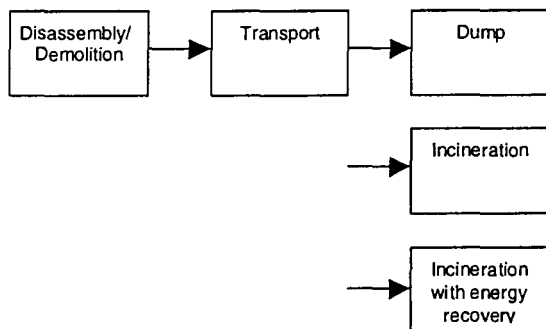 Disassembly/
Demolition
Transport
Dump
Incineration
Incineration
with energy
recovery